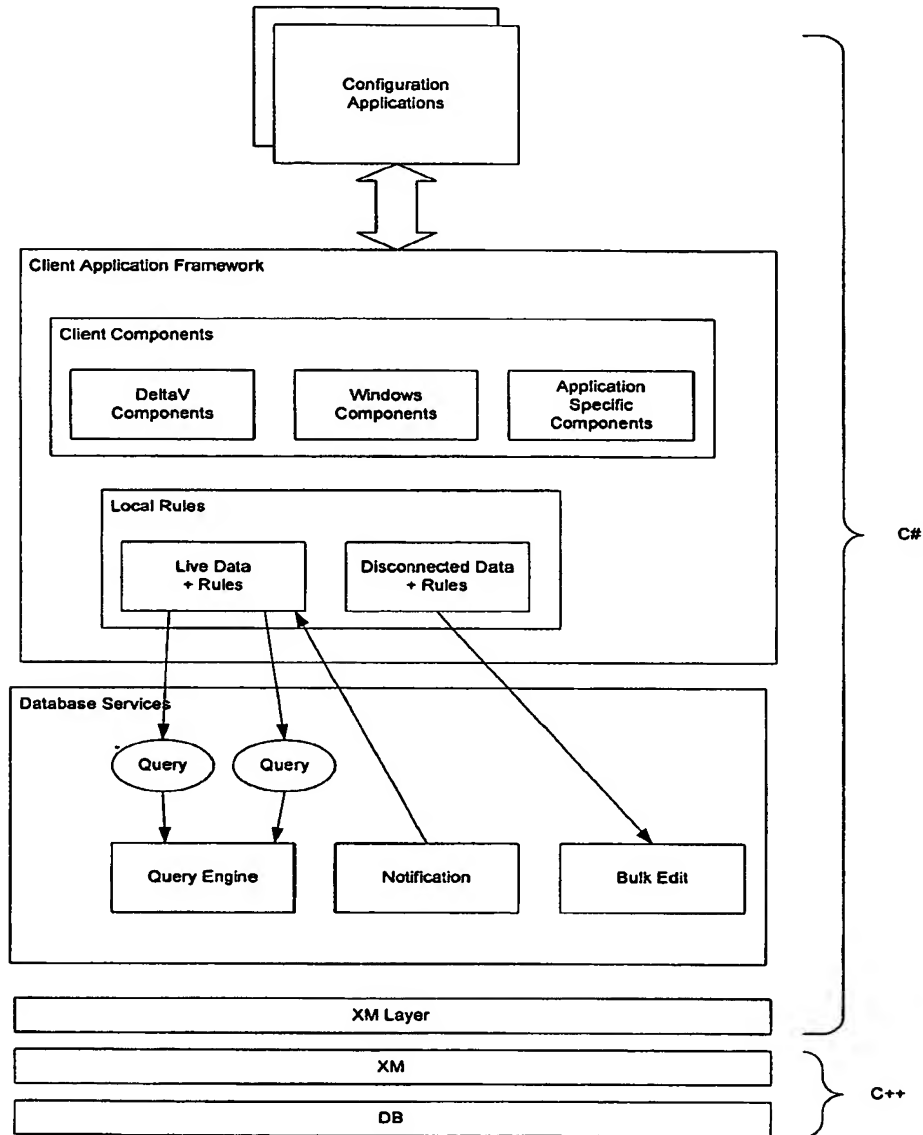 Configuration
Applications
Client Application Framework
Client Components
DeltaV
Components
Windows
Components
Application
Specific
Components
Local Rules
Live Data
+ Rules
Disconnected Data
+ Rules
C#
Database Services
Query
Query
Query Engine
Notification
Bulk Edit
XM Layer
XM
C++
DB